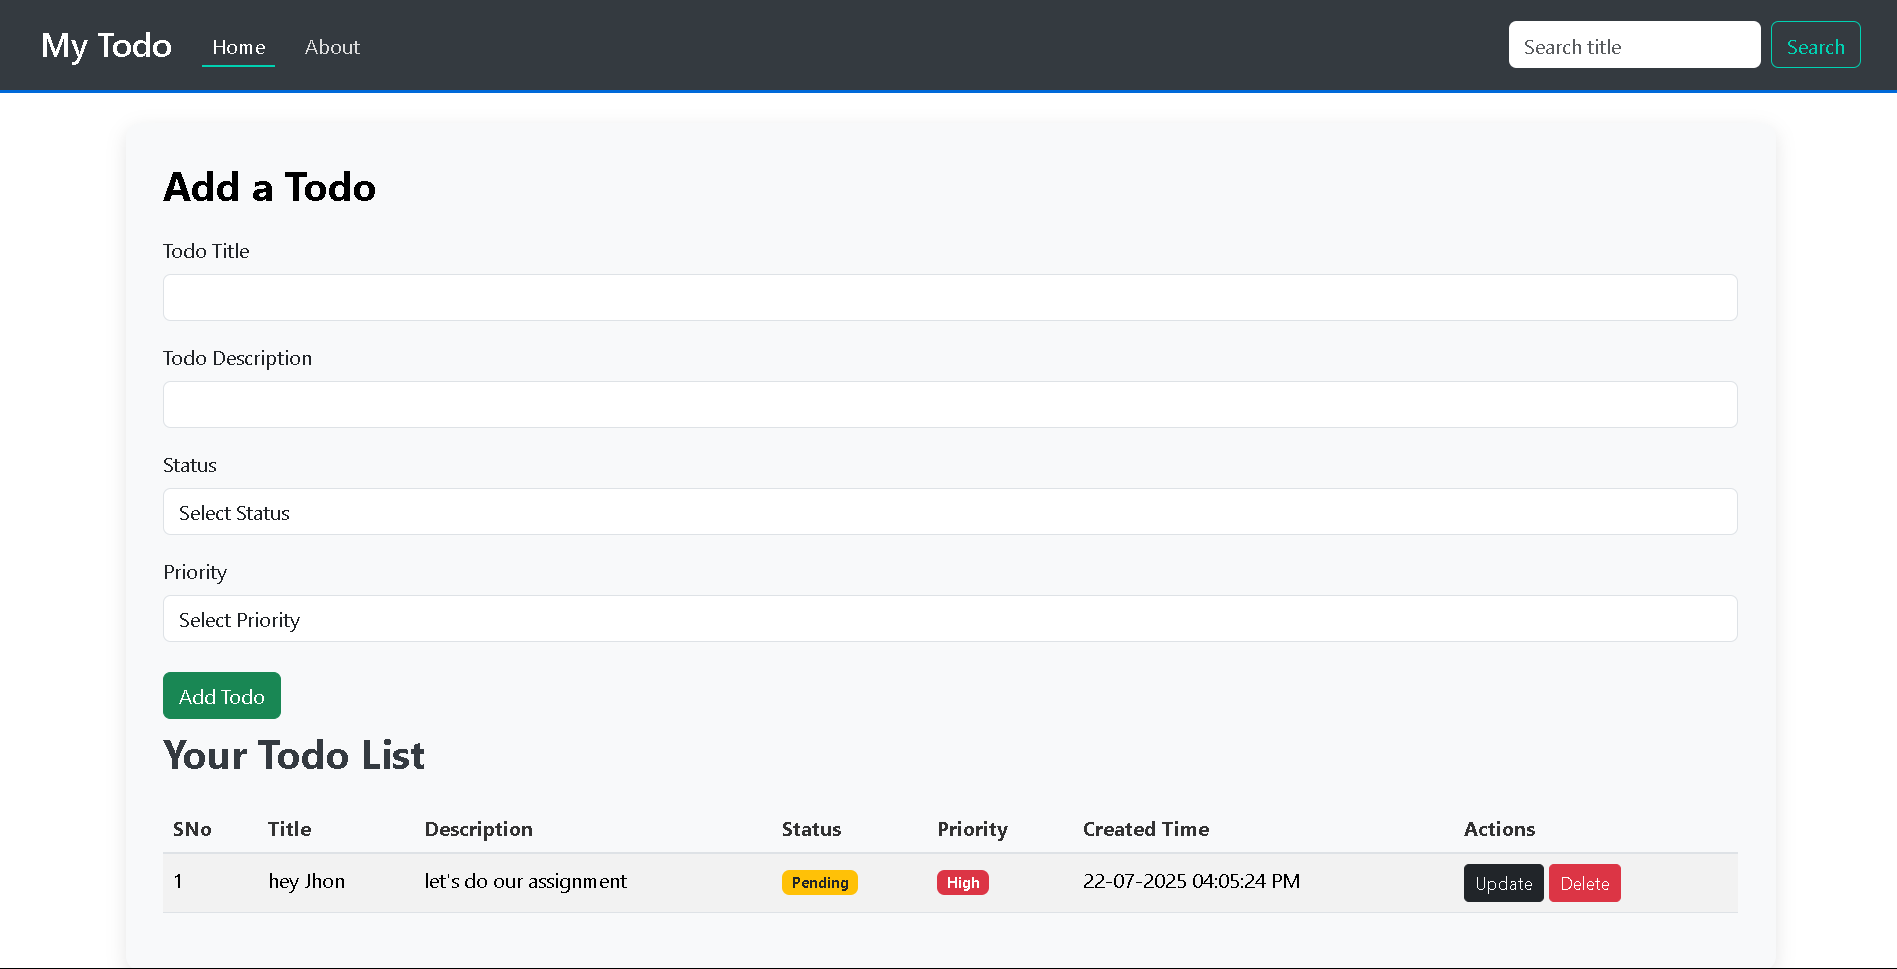 My Todo Home About Search title Search
Add a Todo
Todo Title
Todo Description
Status
Select Status
Priority
Select Priority
Add Todo
Your Todo List
SNo Title Description Status Priority Created Time Actions
1 hey Jhon let's do our assignment Pending High 22-07-2025 04:05:24 PM Update Delete